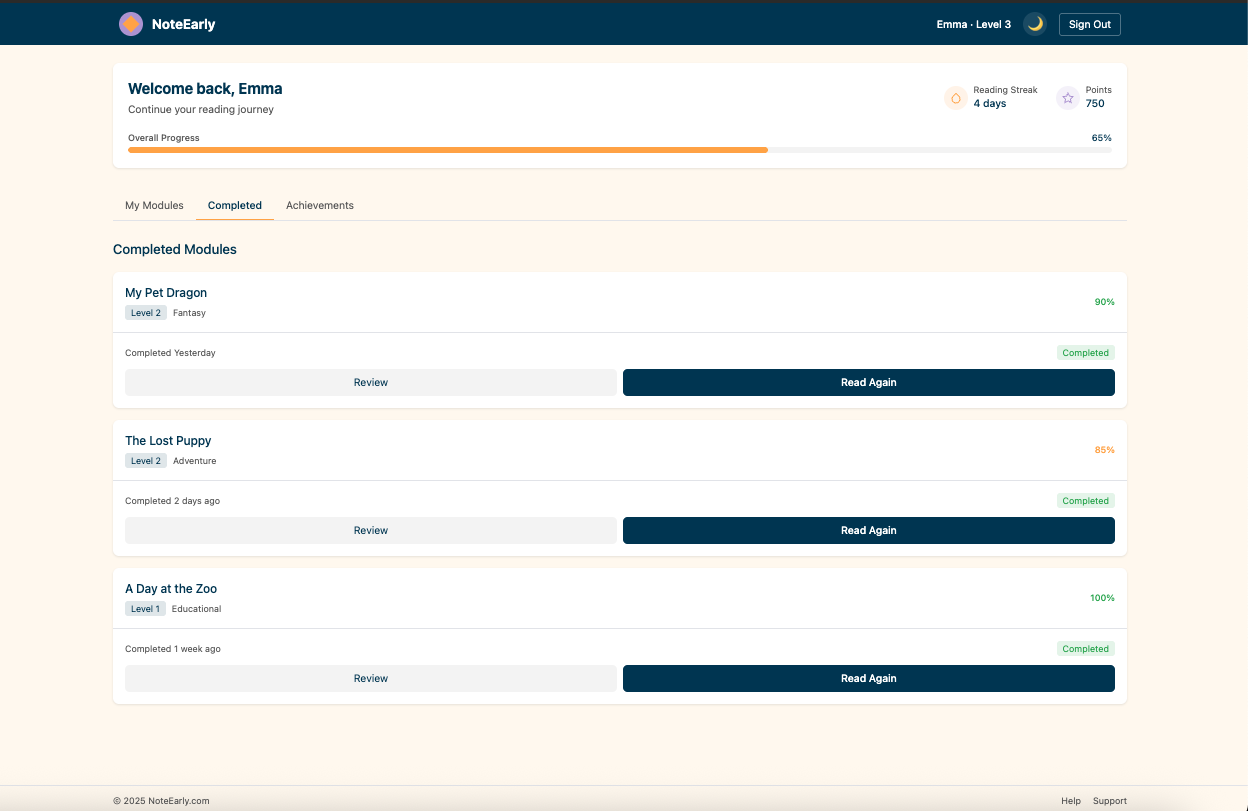 NoteEarly
Emma · Level 3
Sign Out
Welcome back, Emma
Continue your reading journey
Reading Streak
4 days
Points
750
Overall Progress
65%
My Modules
Completed
Achievements
Completed Modules
My Pet Dragon
Level 2
Fantasy
90%
Completed Yesterday
Completed
Review
Read Again
The Lost Puppy
Level 2
Adventure
85%
Completed 2 days ago
Completed
Review
Read Again
A Day at the Zoo
Level 1
Educational
100%
Completed 1 week ago
Completed
Review
Read Again
© 2025 NoteEarly.com
Help
Support